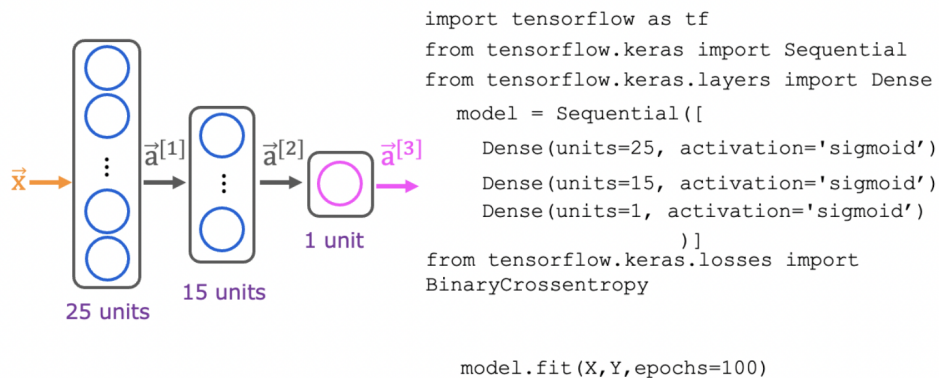 x⃗
a⃗[1]
a⃗[2]
a⃗[3]
25 units
15 units
1 unit
import tensorflow as tf
from tensorflow.keras import Sequential
from tensorflow.keras.layers import Dense
model = Sequential([
Dense(units=25, activation='sigmoid’)
Dense(units=15, activation='sigmoid’)
Dense(units=1, activation='sigmoid’)
)]
from tensorflow.keras.losses import
BinaryCrossentropy
model.fit(X,Y,epochs=100)